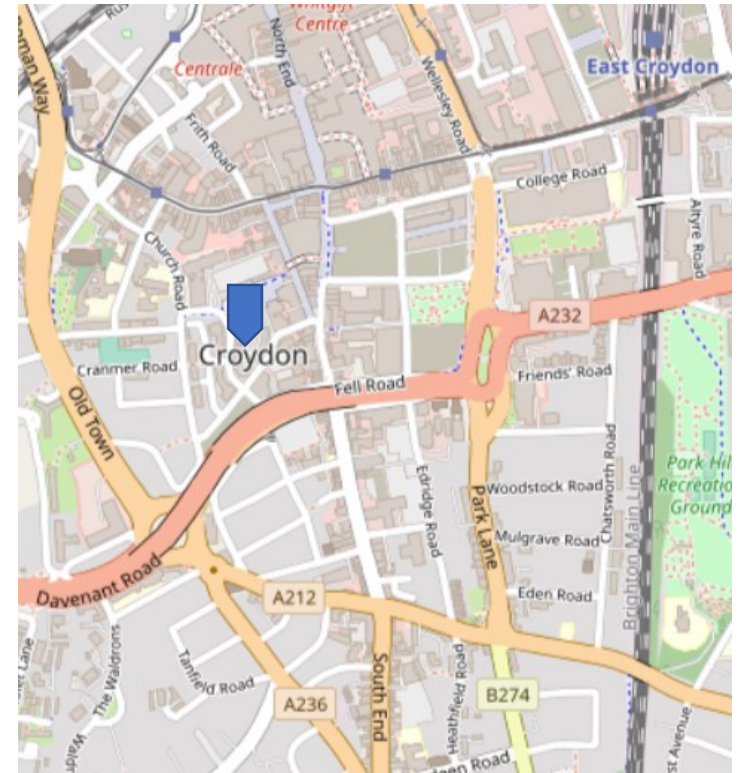 Whitgift
Centre
North End
Roman Way
Centrale
Wellesley Road
East Croydon
Frith Road
College Road
Altyre Road
Church Road
A232
Croydon
Cranmer Road
Fell Road
Friends' Road
Old Town
Park Hill
Recreation
Ground
Edridge Road
Woodstock Road
Chatsworth Road
Park Lane
Mulgrave Road
Brighton Main Line
Davenant Road
A212
Eden Road
The Waldrons
Tanfield Road
South End
Heathfield Road
B274
A236